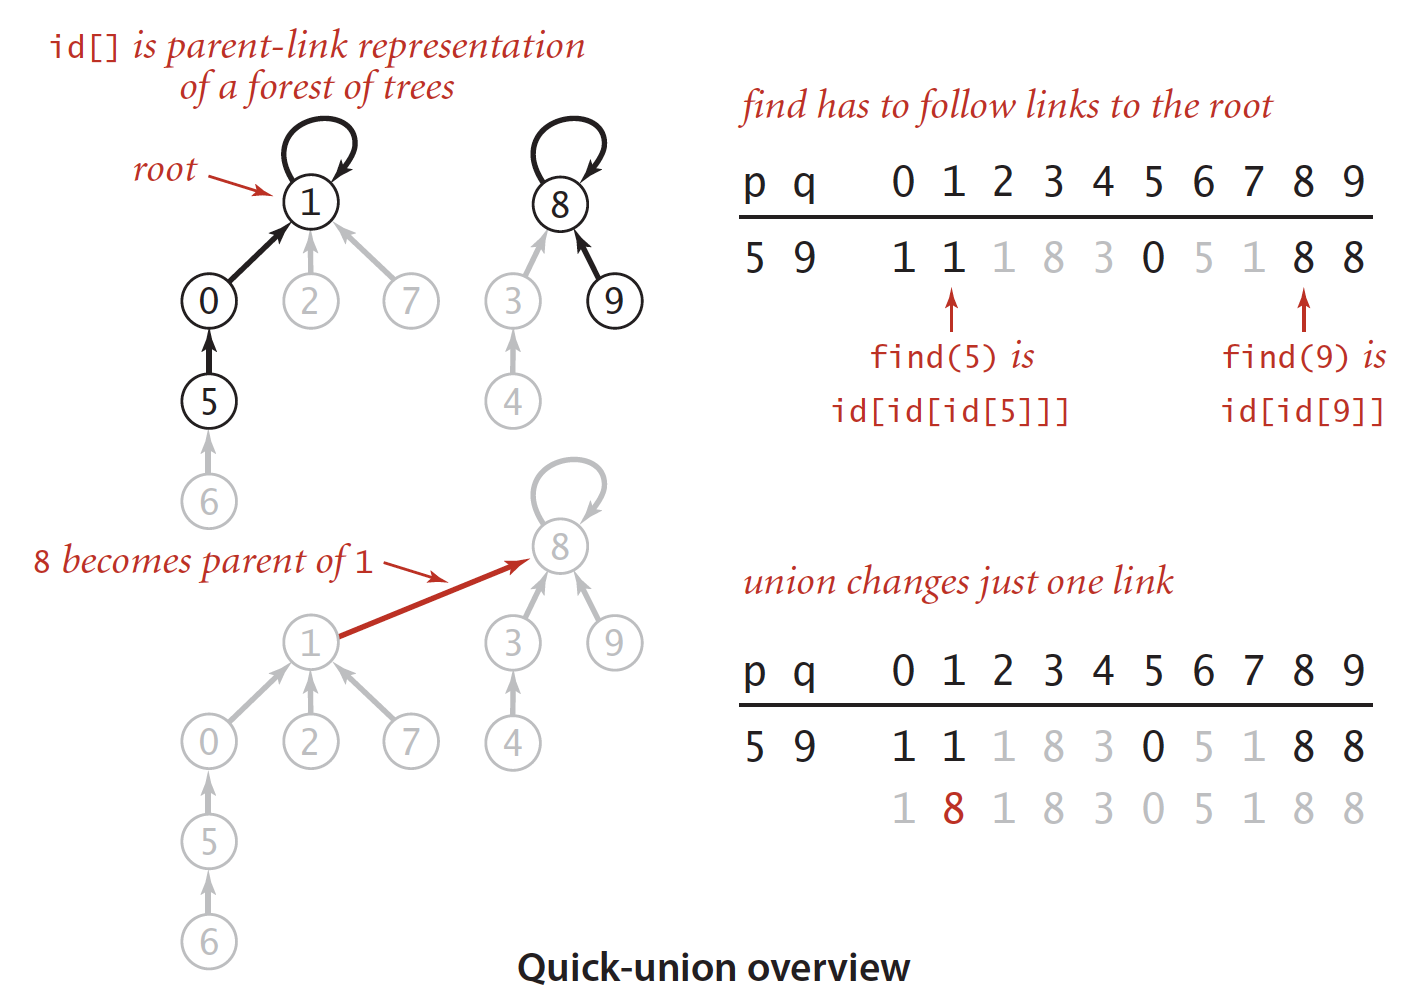 id[] is parent-link representation
of a forest of trees
root
1
8
0
2
7
3
9
5
4
6
find has to follow links to the root
p q 0 1 2 3 4 5 6 7 8 9
5 9 1 1 1 8 3 0 5 1 8 8
find(5) is
id[id[id[5]]]
find(9) is
id[id[9]]
8 becomes parent of 1
8
1
3
9
0
2
7
4
5
6
union changes just one link
p q 0 1 2 3 4 5 6 7 8 9
5 9 1 1 1 8 3 0 5 1 8 8
1 8 1 8 3 0 5 1 8 8
Quick-union overview